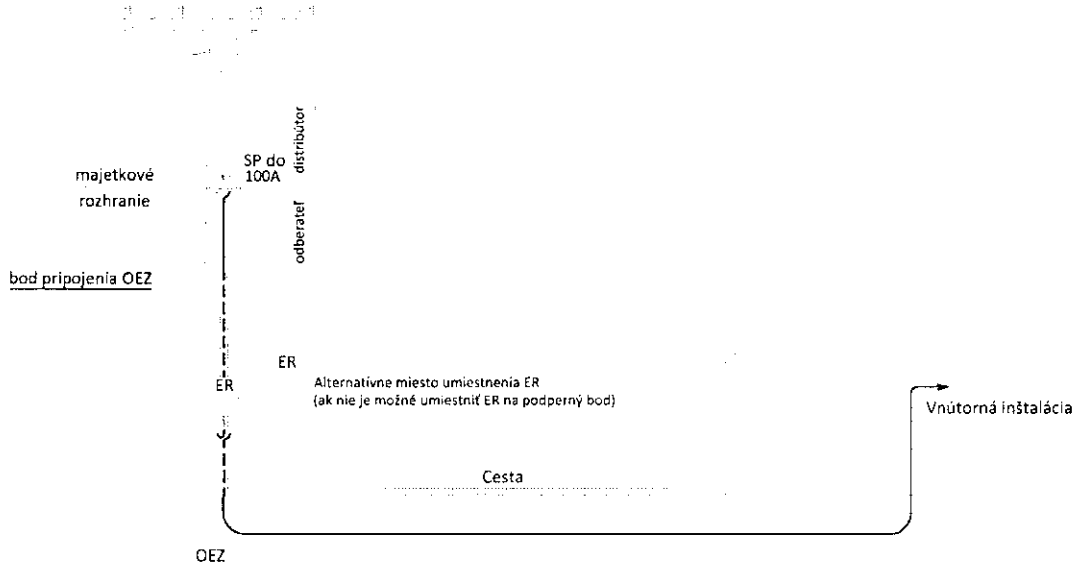 distribútor
SP do
100A
majetkové
rozhranie
odberateľ
bod pripojenia OEZ
ER
ER
Alternatívne miesto umiestnenia ER
(ak nie je možné umiestniť ER na podperný bod)
Vnútorná inštalácia
Cesta
OEZ